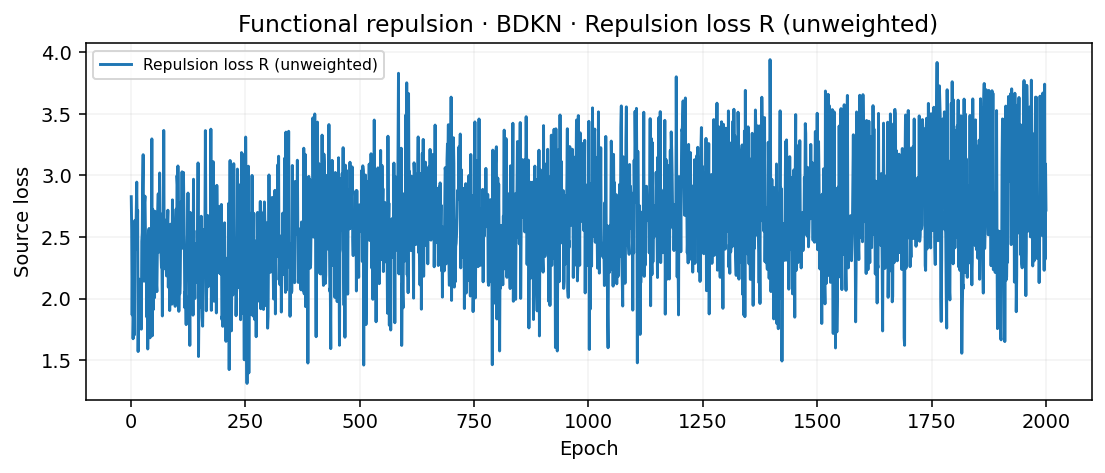 Functional repulsion · BDKN · Repulsion loss R (unweighted)
Repulsion loss R (unweighted)
Source loss
4.0
3.5
3.0
2.5
2.0
1.5
0 250 500 750 1000 1250 1500 1750 2000
Epoch